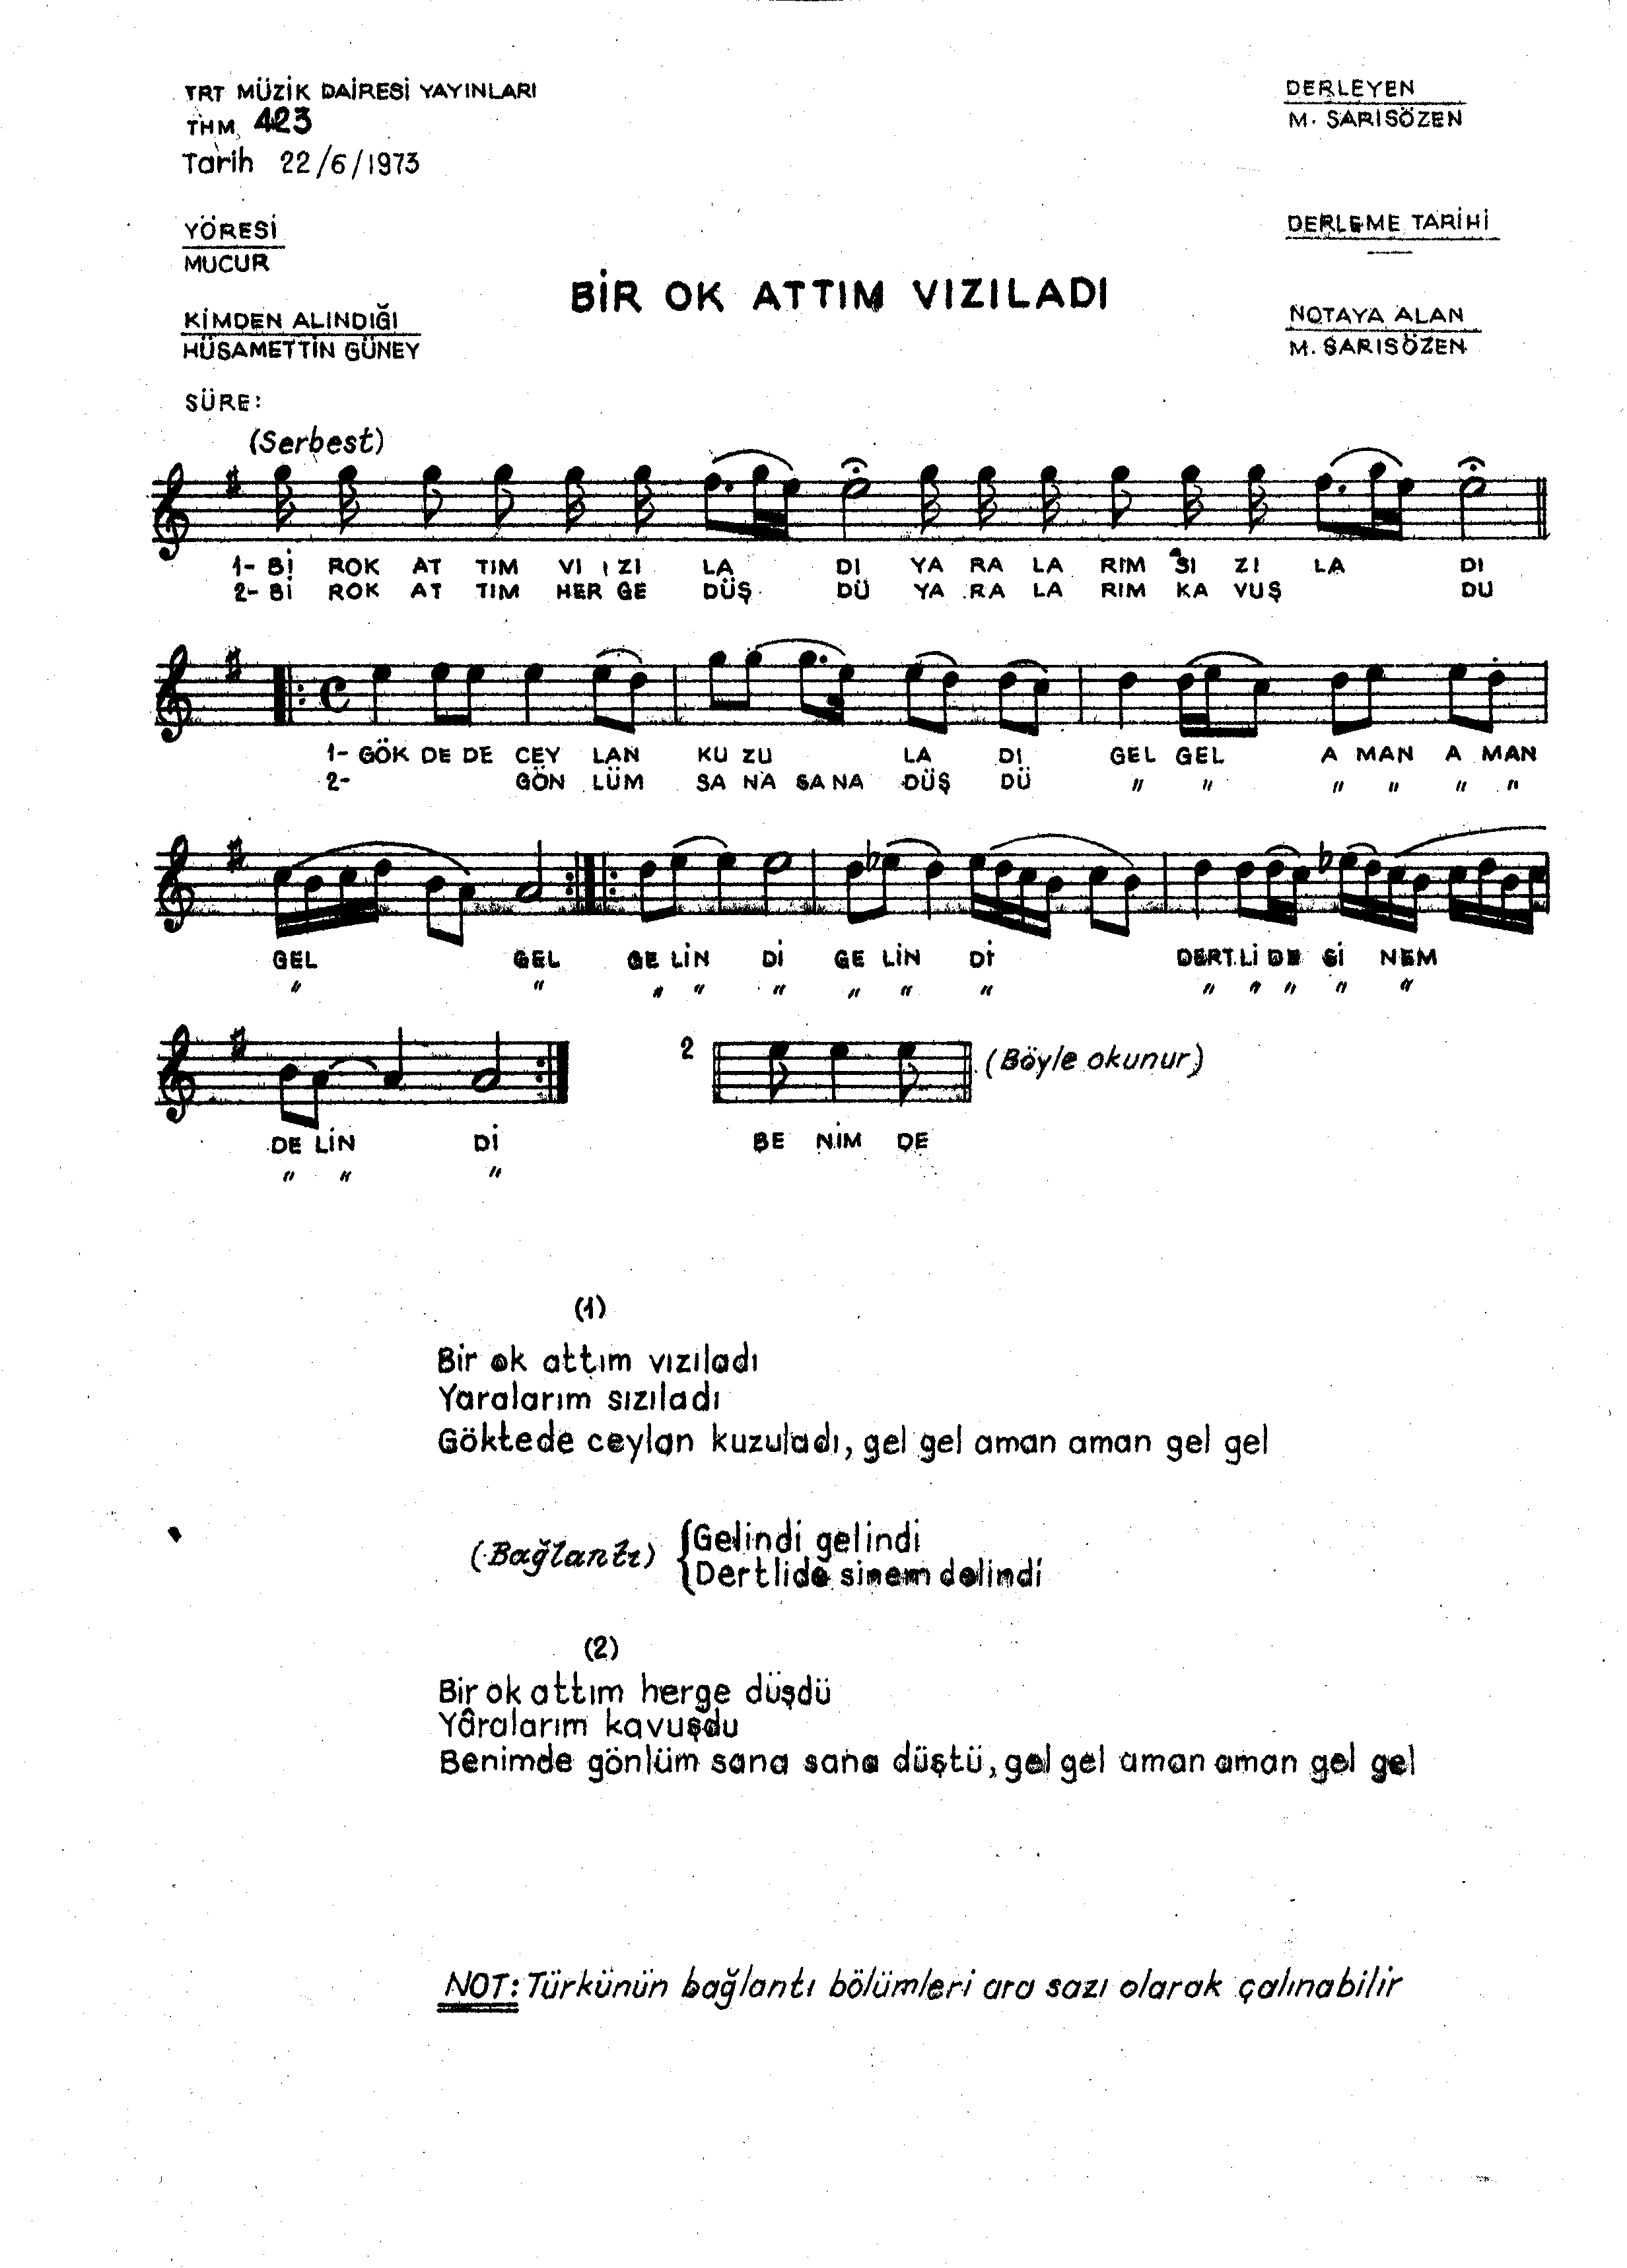 TRT MÜZİK DAİRESİ YAYINLARI
THM 423
Tarih 22/6/1973
DERLEYEN
M. SARISÖZEN
YÖRESİ
MUCUR
DERLEME TARİHİ
BİR OK ATTIM VIZILADI
KİMDEN ALINDIĞI
HÜSAMETTİN GÜNEY
NOTAYA ALAN
M. SARISÖZEN
SÜRE:
(Serbest)
1- Bİ ROK AT TIM VI ZI LA DI YA RA LA RIM SI ZI LA DI
2- Bİ ROK AT TIM HER GE DÜŞ DÜ YA RA LA RIM KA VUŞ DU
1- GÖK DE DE CEY LAN KU ZU LA DI GEL GEL A MAN A MAN
2- GÖN LÜM SA NA SA NA DÜŞ DÜ " " " " " "
GEL GEL GE LİN Dİ GE LİN Dİ DERT Lİ DE Sİ NEM
" " " " " " " " " " " " "
2 (Böyle okunur)
DE LİN Dİ BE NİM DE
" " "
(1)
Bir ok attım vızıladı
Yaralarım sızıladı
Göktede ceylan kuzuladı, gel gel aman aman gel gel
(Bağlantı) {Gelindi gelindi
Dertlide sinem delindi
(2)
Bir ok attım herge düşdü
Yâralarım kavuşdu
Benimde gönlüm sana sana düştü, gel gel aman aman gel gel
NOT: Türkünün bağlantı bölümleri ara sazı olarak çalınabilir